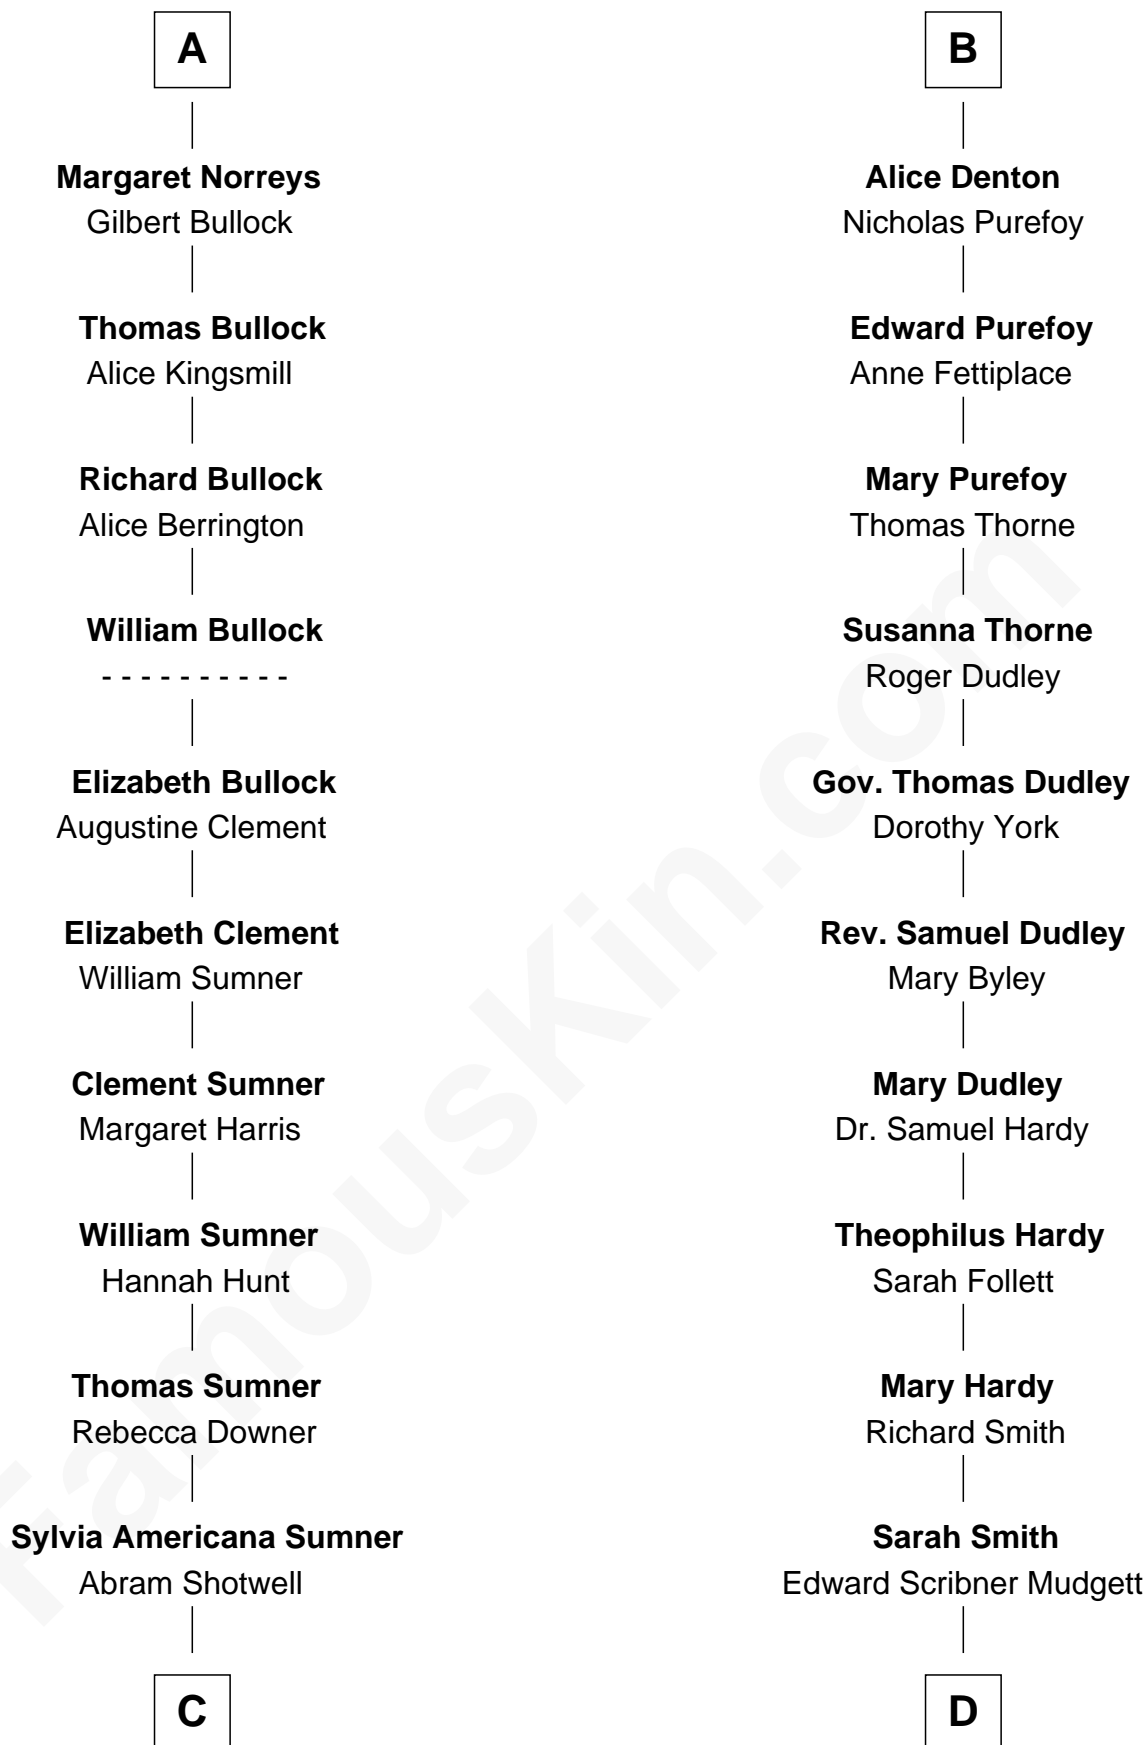 A
Margaret Norreys
Gilbert Bullock
Thomas Bullock
Alice Kingsmill
Richard Bullock
Alice Berrington
William Bullock
- - - - - - - - - -
Elizabeth Bullock
Augustine Clement
Elizabeth Clement
William Sumner
Clement Sumner
Margaret Harris
William Sumner
Hannah Hunt
Thomas Sumner
Rebecca Downer
Sylvia Americana Sumner
Abram Shotwell
C
B
Alice Denton
Nicholas Purefoy
Edward Purefoy
Anne Fettiplace
Mary Purefoy
Thomas Thorne
Susanna Thorne
Roger Dudley
Gov. Thomas Dudley
Dorothy York
Rev. Samuel Dudley
Mary Byley
Mary Dudley
Dr. Samuel Hardy
Theophilus Hardy
Sarah Follett
Mary Hardy
Richard Smith
Sarah Smith
Edward Scribner Mudgett
D
FamousKin.com